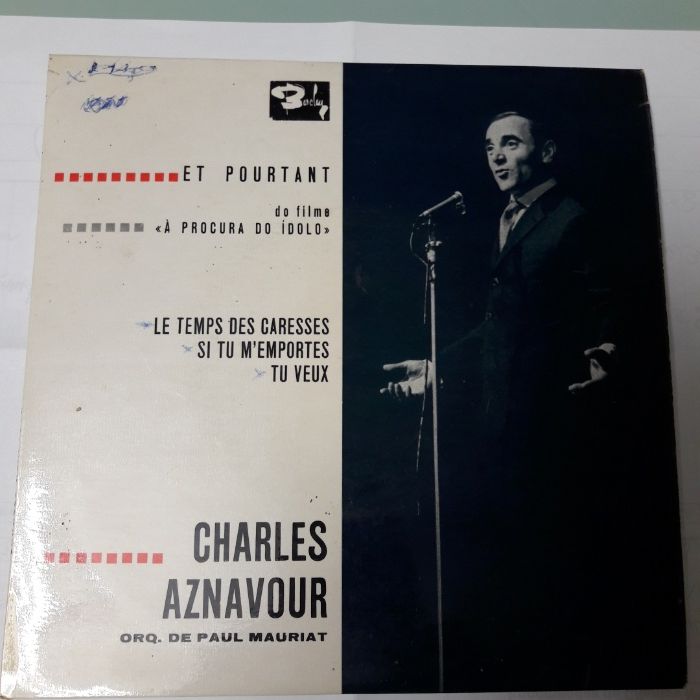 Barclay
ET POURTANT
do filme
«À PROCURA DO ÍDOLO»
LE TEMPS DES CARESSES
SI TU M'EMPORTES
TU VEUX
CHARLES
AZNAVOUR
ORQ. DE PAUL MAURIAT